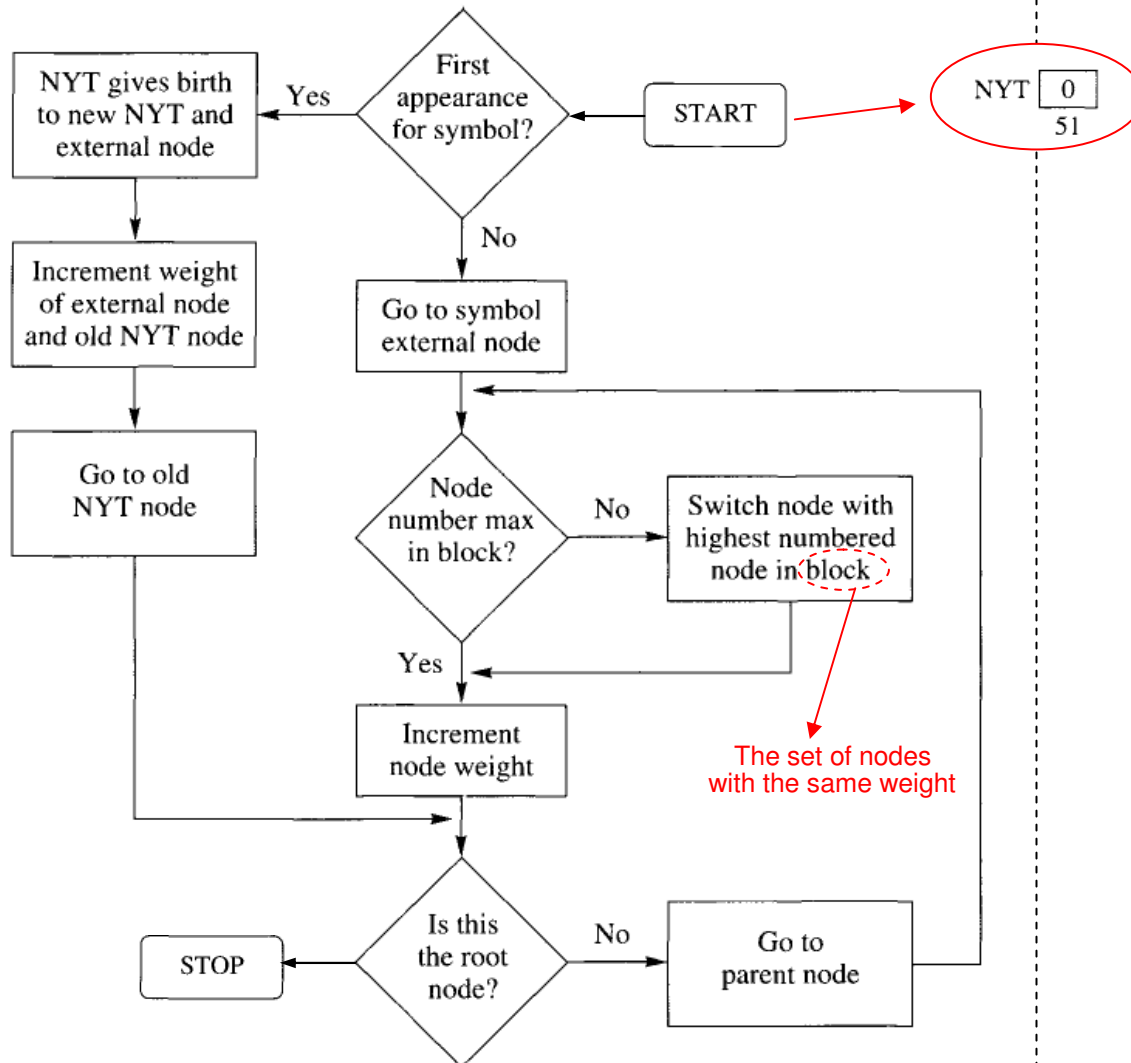 START
NYT 0
51
First
appearance
for symbol?
Yes
NYT gives birth
to new NYT and
external node
No
Increment weight
of external node
and old NYT node
Go to symbol
external node
Go to old
NYT node
Node
number max
in block?
No
Switch node with
highest numbered
node in block
Yes
Increment
node weight
The set of nodes
with the same weight
Is this
the root
node?
No
Go to
parent node
STOP